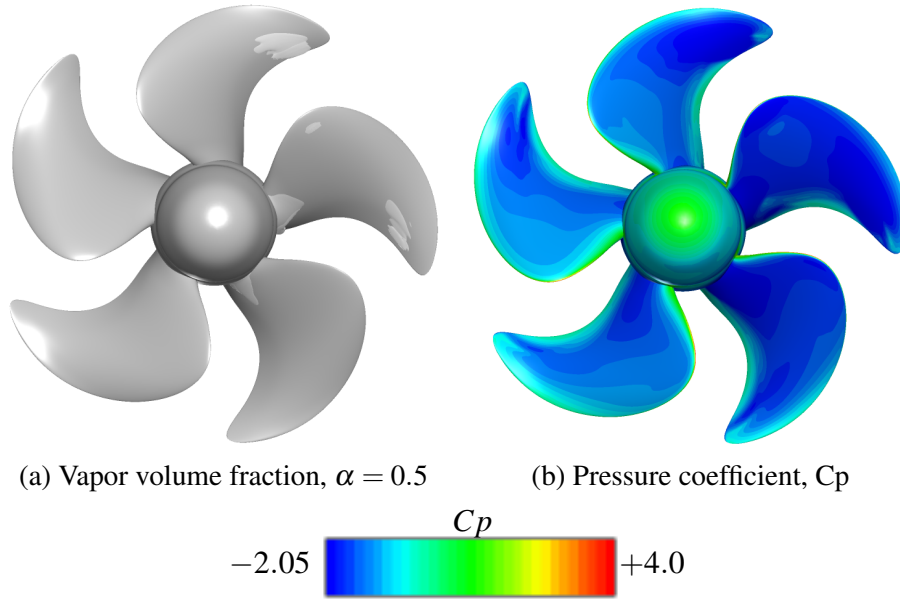 (a) Vapor volume fraction, α = 0.5
(b) Pressure coefficient, Cp
Cp
−2.05
+4.0